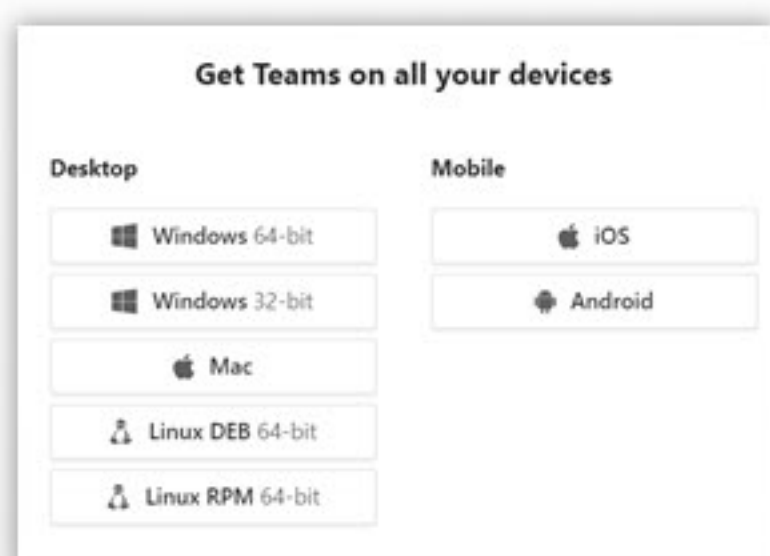 Get Teams on all your devices
Desktop
Windows 64-bit
Windows 32-bit
Mac
Linux DEB 64-bit
Linux RPM 64-bit
Mobile
iOS
Android